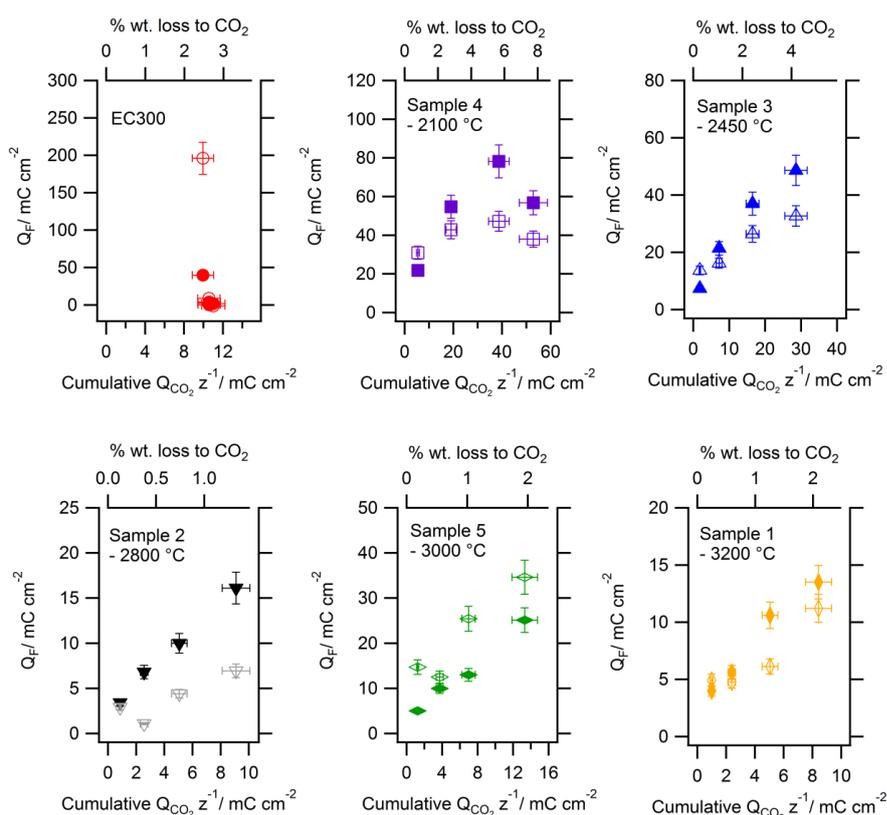 % wt. loss to CO2
0 1 2 3
300
250
200
150
100
50
0
QF/ mC cm-2
EC300
0 4 8 12
Cumulative QCO2 z-1/ mC cm-2
% wt. loss to CO2
0 2 4 6 8
120
100
80
60
40
20
0
QF/ mC cm-2
Sample 4
- 2100 °C
0 20 40 60
Cumulative QCO2 z-1/ mC cm-2
% wt. loss to CO2
0 2 4
80
60
40
20
0
QF/ mC cm-2
Sample 3
- 2450 °C
0 10 20 30 40
Cumulative QCO2 z-1/ mC cm-2
% wt. loss to CO2
0.0 0.5 1.0
25
20
15
10
5
0
QF/ mC cm-2
Sample 2
- 2800 °C
0 2 4 6 8 10
Cumulative QCO2 z-1/ mC cm-2
% wt. loss to CO2
0 1 2
50
40
30
20
10
0
QF/ mC cm-2
Sample 5
- 3000 °C
0 4 8 12 16
Cumulative QCO2 z-1/ mC cm-2
% wt. loss to CO2
0 1 2
20
15
10
5
0
QF/ mC cm-2
Sample 1
- 3200 °C
0 2 4 6 8 10
Cumulative QCO2 z-1/ mC cm-2